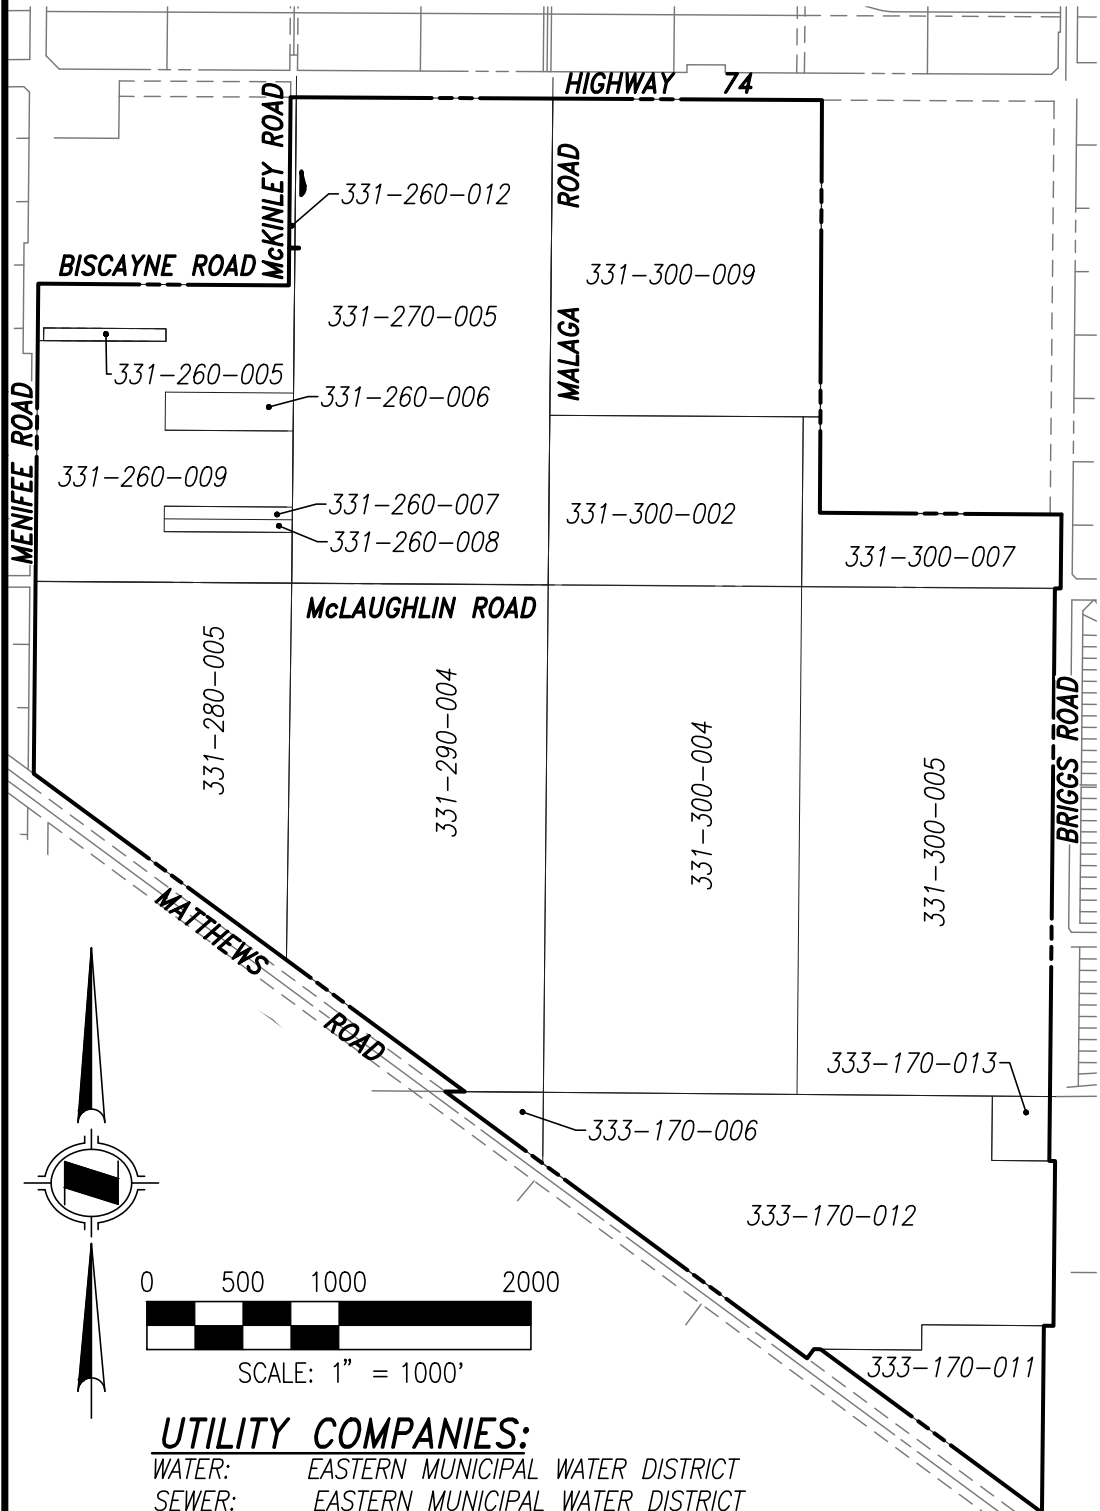 HIGHWAY 74
McKINLEY ROAD
ROAD
331-260-012
BISCAYNE ROAD
331-300-009
331-270-005
MALAGA
331-260-005
331-260-006
MENIFEE ROAD
331-260-009
331-260-007
331-300-002
331-260-008
331-300-007
McLAUGHLIN ROAD
331-280-005
331-290-004
331-300-004
331-300-005
BRIGGS ROAD
MATTHEWS
ROAD
333-170-013
333-170-006
333-170-012
0 500 1000 2000
333-170-011
SCALE: 1" = 1000'
UTILITY COMPANIES:
WATER: EASTERN MUNICIPAL WATER DISTRICT
SEWER: EASTERN MUNICIPAL WATER DISTRICT